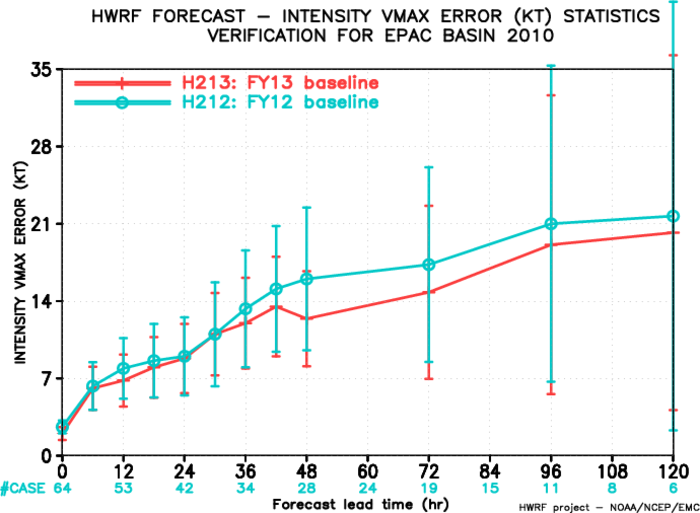 HWRF FORECAST – INTENSITY VMAX ERROR (KT) STATISTICS
VERIFICATION FOR EPAC BASIN 2010
H213: FY13 baseline
H212: FY12 baseline
INTENSITY VMAX ERROR (KT)
35
28
21
14
7
0
0 12 24 36 48 60 72 84 96 108 120
#CASE 64 53 42 34 28 24 19 15 11 8 6
Forecast lead time (hr)
HWRF project – NOAA/NCEP/EMC